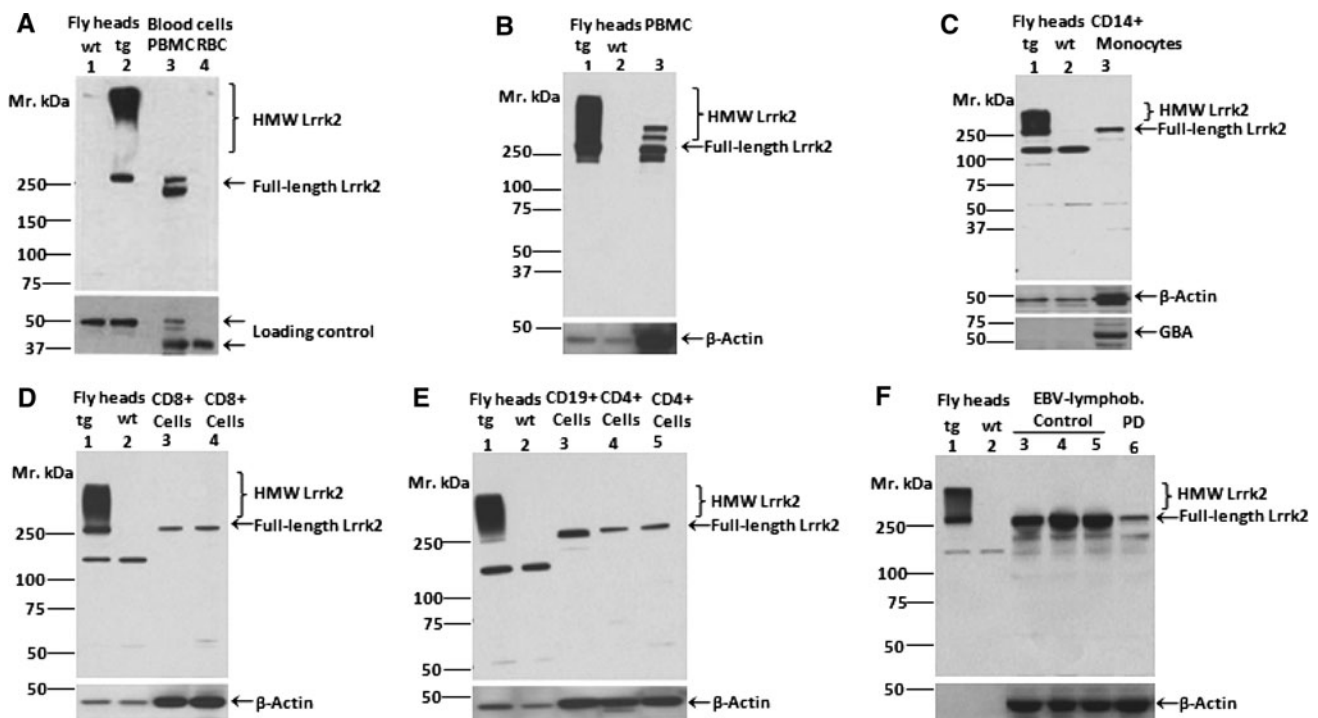 A
Fly heads Blood cells
wt tg PBMC RBC
1 2 3 4
Mr. kDa
HMW Lrrk2
250
←Full-length Lrrk2
150
100
75
50
←
Loading control
37
←
B
Fly heads PBMC
tg wt
1 2 3
Mr. kDa
HMW Lrrk2
←Full-length Lrrk2
250
100
75
50
37
50
←β-Actin
C
Fly heads CD14+
tg wt Monocytes
1 2 3
Mr. kDa
HMW Lrrk2
←Full-length Lrrk2
250
100
75
50
37
50
←β-Actin
75
←GBA
50
D
Fly heads CD8+ CD8+
tg wt Cells Cells
1 2 3 4
Mr. kDa
HMW Lrrk2
←Full-length Lrrk2
250
100
75
50
50
←β-Actin
E
Fly heads CD19+ CD4+ CD4+
tg wt Cells Cells Cells
1 2 3 4 5
Mr. kDa
HMW Lrrk2
←Full-length Lrrk2
250
100
75
50
50
←β-Actin
F
Fly heads EBV-lymphob.
tg wt Control PD
1 2 3 4 5 6
Mr. kDa
HMW Lrrk2
←Full-length Lrrk2
250
100
75
50
50
←β-Actin